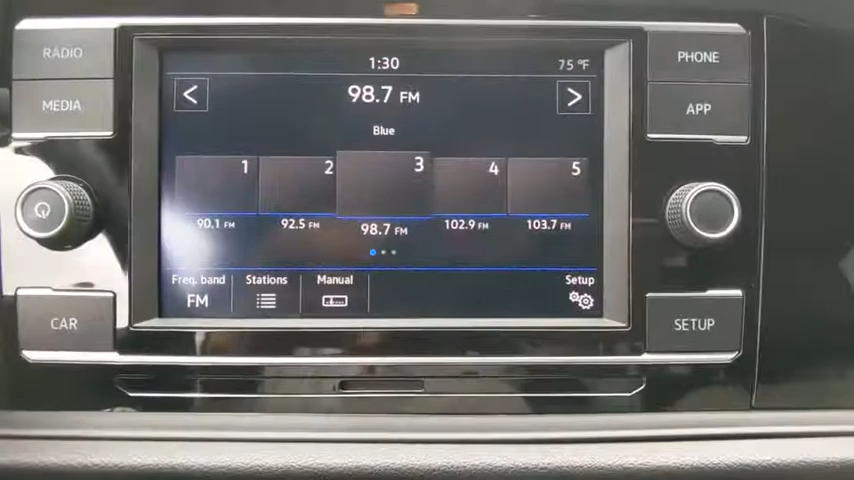 RADIO
MEDIA
CAR
1:30
75 °F
98.7 FM
Blue
1
2
3
4
5
90.1 FM
92.5 FM
98.7 FM
102.9 FM
103.7 FM
Freq. band
FM
Stations
Manual
Setup
PHONE
APP
SETUP